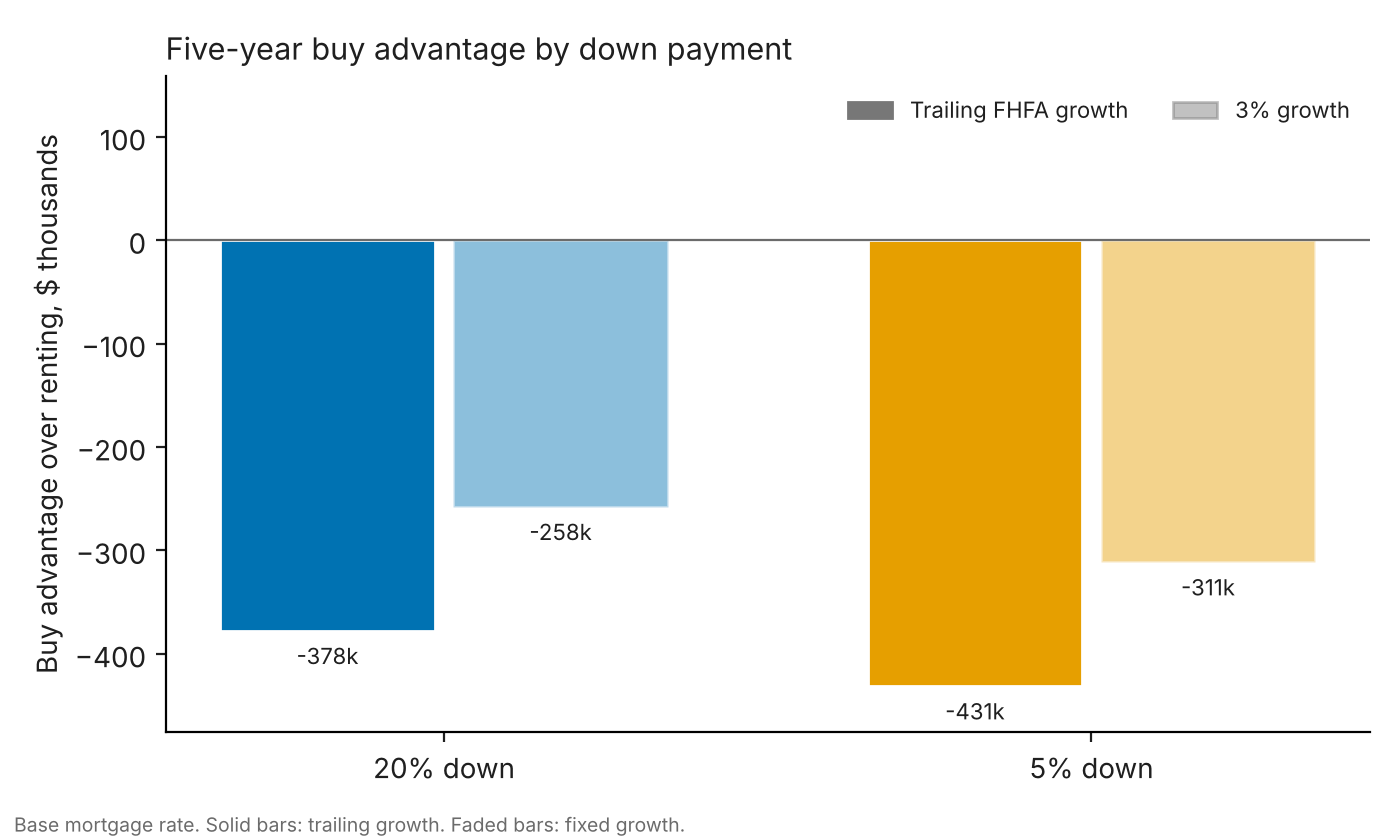 Five-year buy advantage by down payment
Trailing FHFA growth
3% growth
Buy advantage over renting, $ thousands
100
0
−100
−200
−300
−400
-378k
-258k
-431k
-311k
20% down
5% down
Base mortgage rate. Solid bars: trailing growth. Faded bars: fixed growth.